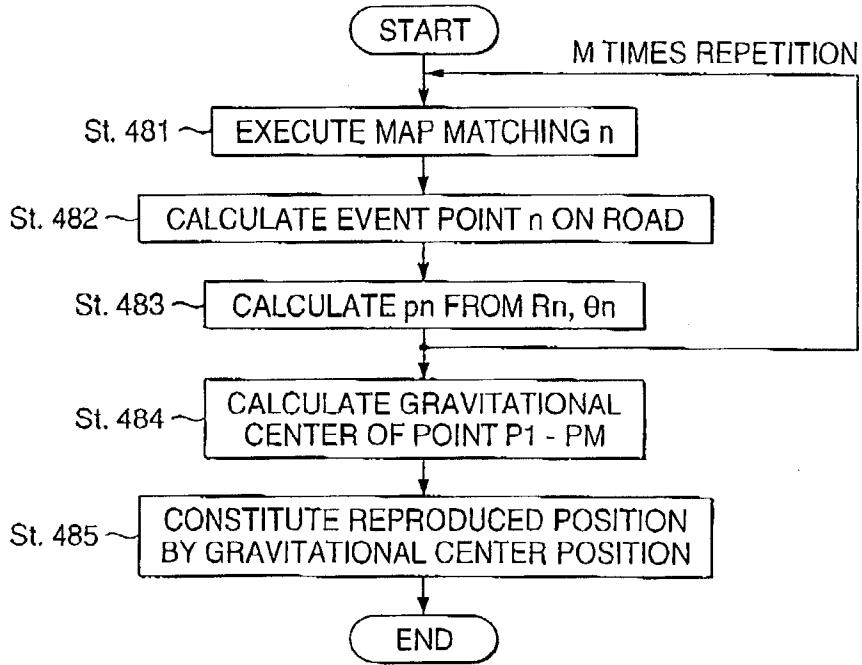 START
M TIMES REPETITION
St. 481
EXECUTE MAP MATCHING n
St. 482
CALCULATE EVENT POINT n ON ROAD
St. 483
CALCULATE pn FROM Rn, θn
St. 484
CALCULATE GRAVITATIONAL
CENTER OF POINT P1 - PM
St. 485
CONSTITUTE REPRODUCED POSITION
BY GRAVITATIONAL CENTER POSITION
END